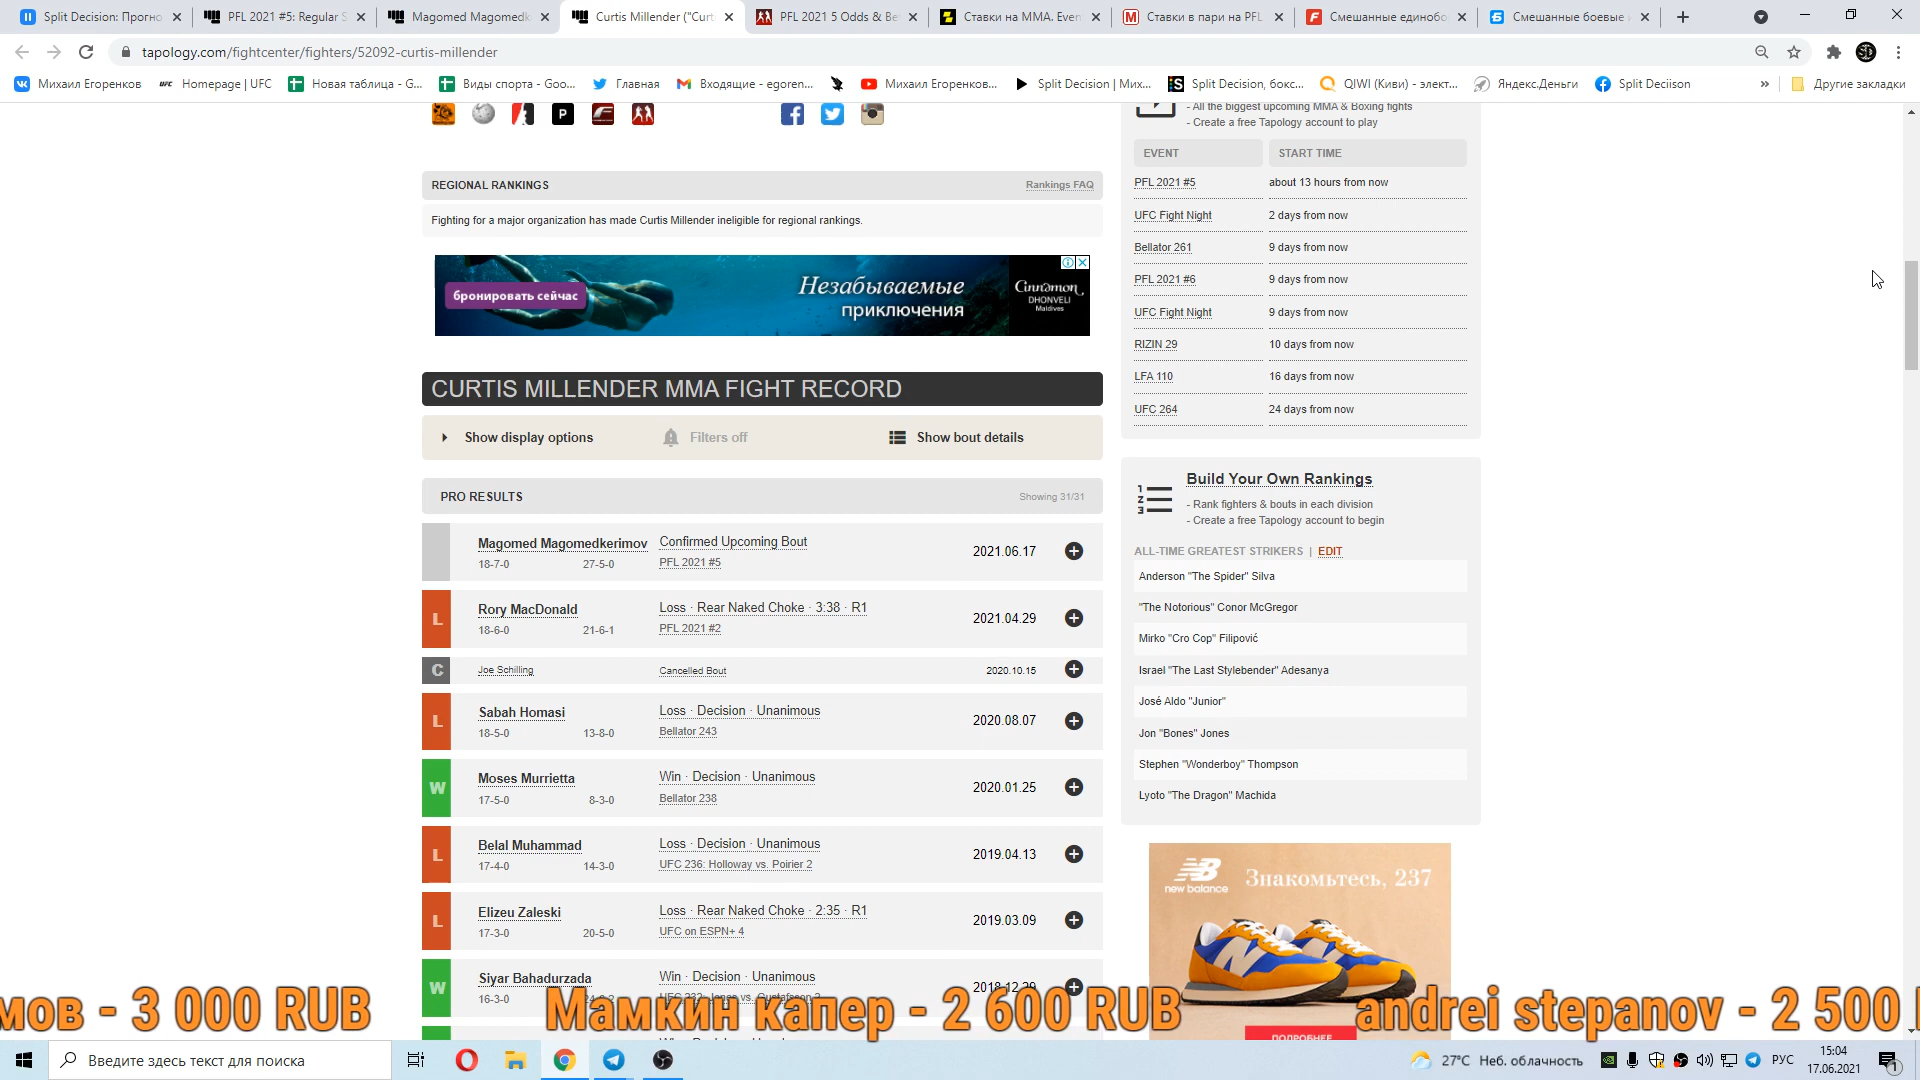 Split Decision: Прогно
PFL 2021 #5: Regular S
Magomed Magomedk
Curtis Millender ("Curt
PFL 2021 5 Odds & Be
Ставки на ММА. Even
Ставки в пари на PFL
Смешанные единобо
Смешанные боевые
tapology.com/fightcenter/fighters/52092-curtis-millender
Михаил Егоренков
Homepage | UFC
Новая таблица - G...
Виды спорта - Goo...
Главная
Входящие - egoren...
Михаил Егоренков...
Split Decision | Мих...
Split Decision, бокс...
QIWI (Киви) - элект...
Яндекс.Деньги
Split Deciison
»
Другие закладки
- All the biggest upcoming MMA & Boxing fights
- Create a free Tapology account to play
EVENT START TIME
PFL 2021 #5 about 13 hours from now
UFC Fight Night 2 days from now
Bellator 261 9 days from now
PFL 2021 #6 9 days from now
UFC Fight Night 9 days from now
RIZIN 29 10 days from now
LFA 110 16 days from now
UFC 264 24 days from now
REGIONAL RANKINGS Rankings FAQ
Fighting for a major organization has made Curtis Millender ineligible for regional rankings.
бронировать сейчас
Незабываемые
приключения
Cinnamon
DHONVELI
Maldives
CURTIS MILLENDER MMA FIGHT RECORD
Show display options Filters off Show bout details
PRO RESULTS Showing 31/31
Magomed Magomedkerimov Confirmed Upcoming Bout 2021.06.17
18-7-0 27-5-0 PFL 2021 #5
L Rory MacDonald Loss · Rear Naked Choke · 3:38 · R1 2021.04.29
18-6-0 21-6-1 PFL 2021 #2
C Joe Schilling Cancelled Bout 2020.10.15
L Sabah Homasi Loss · Decision · Unanimous 2020.08.07
18-5-0 13-8-0 Bellator 243
W Moses Murrietta Win · Decision · Unanimous 2020.01.25
17-5-0 8-3-0 Bellator 238
L Belal Muhammad Loss · Decision · Unanimous 2019.04.13
17-4-0 14-3-0 UFC 236: Holloway vs. Poirier 2
L Elizeu Zaleski Loss · Rear Naked Choke · 2:35 · R1 2019.03.09
17-3-0 20-5-0 UFC on ESPN+ 4
W Siyar Bahadurzada Win · Decision · Unanimous 2018.12.29
16-3-0
Build Your Own Rankings
- Rank fighters & bouts in each division
- Create a free Tapology account to begin
ALL-TIME GREATEST STRIKERS | EDIT
Anderson "The Spider" Silva
"The Notorious" Conor McGregor
Mirko "Cro Cop" Filipović
Israel "The Last Stylebender" Adesanya
José Aldo "Junior"
Jon "Bones" Jones
Stephen "Wonderboy" Thompson
Lyoto "The Dragon" Machida
new balance
Знакомьтесь, 237
ПОДРОБНЕЕ
мов - 3 000 RUB Мамкин капер - 2 600 RUB andrei stepanov - 2 500
Введите здесь текст для поиска
27°C Неб. облачность
РУС
15:04
17.06.2021
1